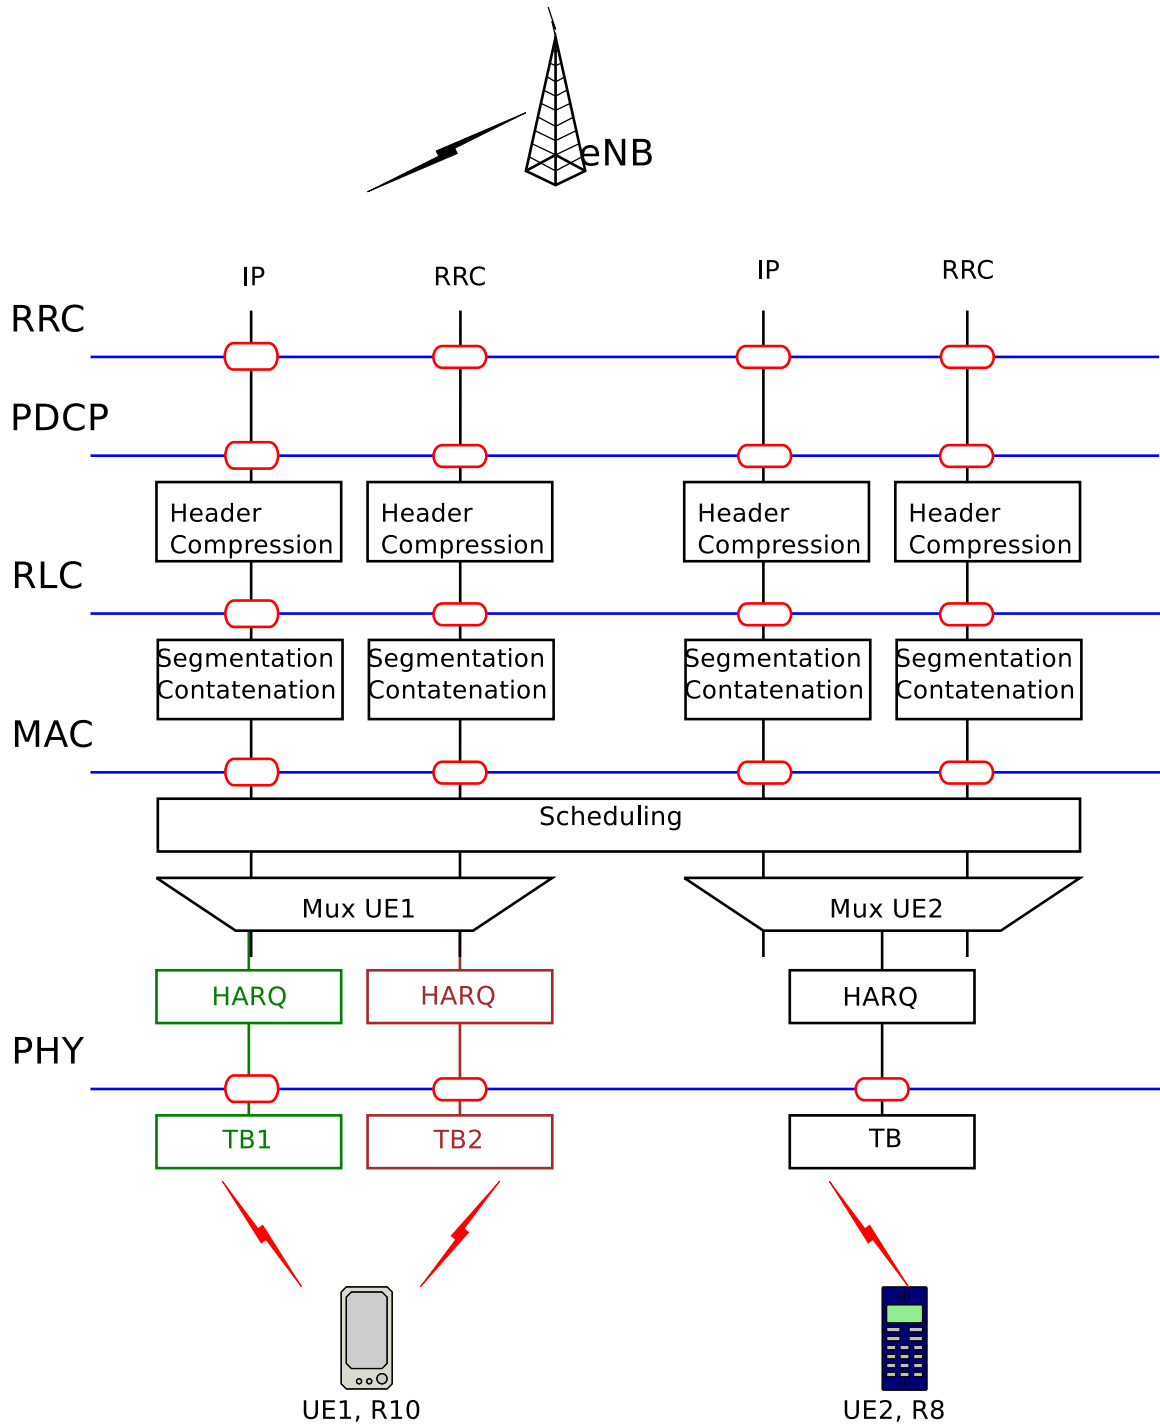 eNB
IP
RRC
IP
RRC
RRC
PDCP
Header
Compression
Header
Compression
Header
Compression
Header
Compression
RLC
Segmentation
Contatenation
Segmentation
Contatenation
Segmentation
Contatenation
Segmentation
Contatenation
MAC
Scheduling
Mux UE1
Mux UE2
HARQ
HARQ
HARQ
PHY
TB1
TB2
TB
UE1, R10
UE2, R8